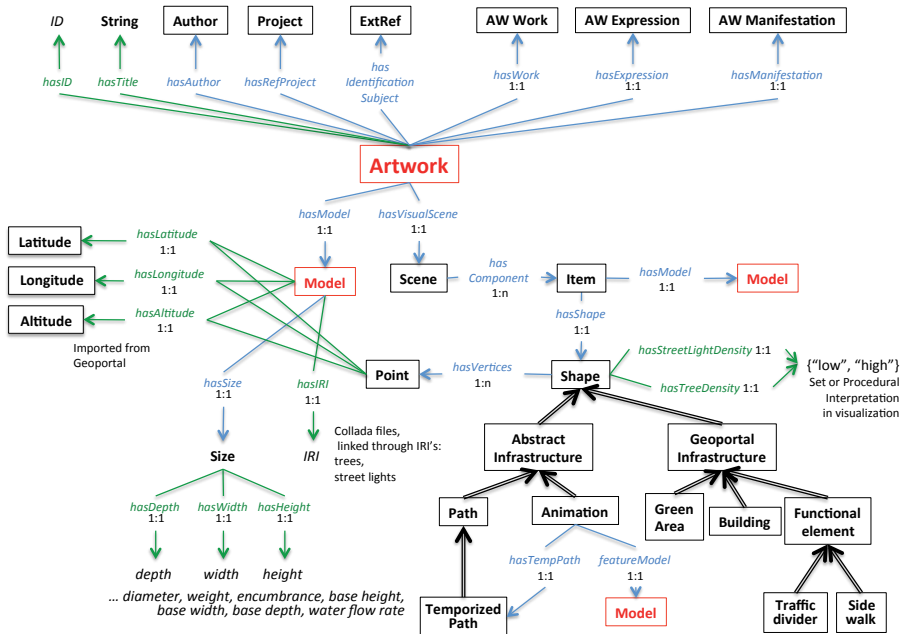 ID
String
Author
Project
ExtRef
AW Work
AW Expression
AW Manifestation
hasID
hasTitle
hasAuthor
hasRefProject
has
Identification
Subject
hasWork
1:1
hasExpression
1:1
hasManifestation
1:1
Artwork
hasModel
1:1
hasVisualScene
1:1
Latitude
hasLatitude
1:1
Longitude
hasLongitude
1:1
Altitude
hasAltitude
1:1
Imported from
Geoportal
Model
Scene
has
Component
1:n
Item
hasModel
1:1
Model
hasShape
1:1
hasSize
1:1
hasIRI
1:1
Point
hasVertices
1:n
Shape
hasStreetLightDensity 1:1
hasTreeDensity 1:1
{“low”, “high”}
Set or Procedural
Interpretation
in visualization
Size
IRI
Collada files,
linked through IRI's:
trees,
street lights
Abstract
Infrastructure
Geoportal
Infrastructure
hasDepth
1:1
hasWidth
1:1
hasHeight
1:1
Path
Animation
Green
Area
Building
Functional
element
depth
width
height
... diameter, weight, encumbrance, base height,
base width, base depth, water flow rate
hasTempPath
1:1
featureModel
1:1
Temporized
Path
Model
Traffic
divider
Side
walk